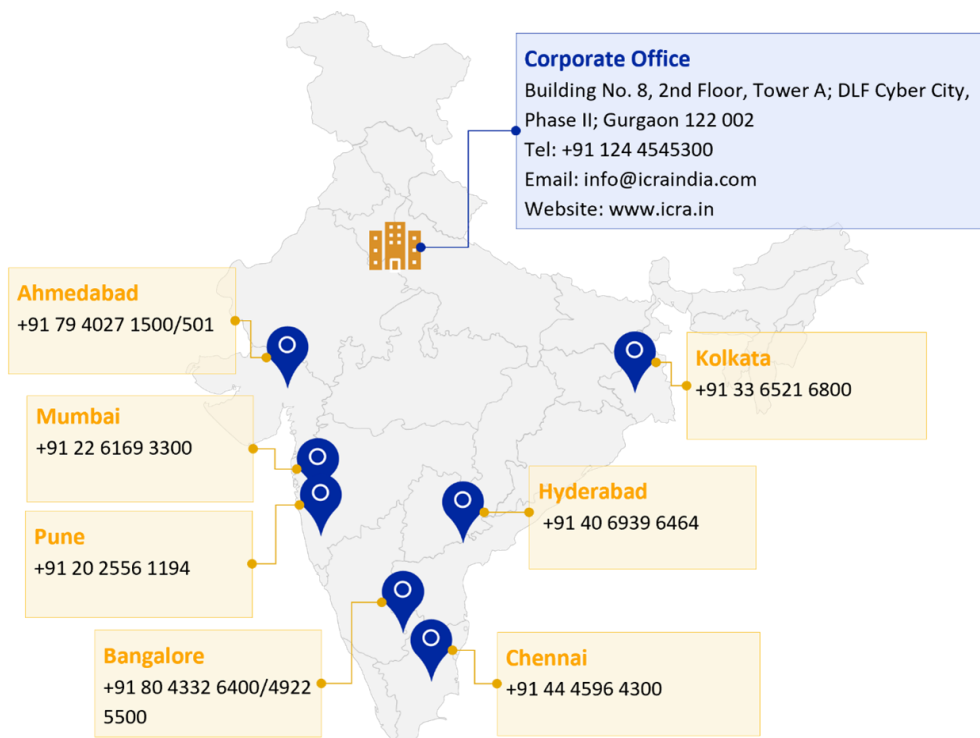 Corporate Office
Building No. 8, 2nd Floor, Tower A; DLF Cyber City,
Phase II; Gurgaon 122 002
Tel: +91 124 4545300
Email: info@icraindia.com
Website: www.icra.in
Ahmedabad
+91 79 4027 1500/501
Kolkata
+91 33 6521 6800
Mumbai
+91 22 6169 3300
Hyderabad
+91 40 6939 6464
Pune
+91 20 2556 1194
Bangalore
+91 80 4332 6400/4922
5500
Chennai
+91 44 4596 4300